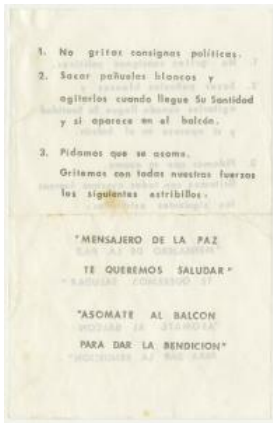 1. No gritar consignas políticas.
2. Sacar pañuelos blancos y
agitarlos cuando llegue Su Santidad
y si aparece en el balcón.
3. Pidamos que se asome.
Gritemos con todas nuestras fuerzas
los siguientes estribillos.
"MENSAJERO DE LA PAZ
TE QUEREMOS SALUDAR"
"ASOMATE AL BALCON
PARA DAR LA BENDICION"